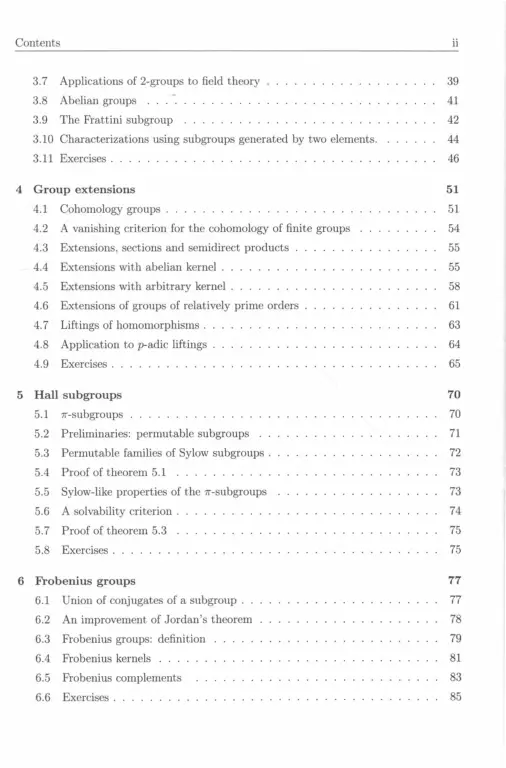 Contents ii
3.7 Applications of 2-groups to field theory . . . . . . . . . . . . . . . . . . . 39
3.8 Abelian groups . . . . . . . . . . . . . . . . . . . . . . . . . . . . . . . . 41
3.9 The Frattini subgroup . . . . . . . . . . . . . . . . . . . . . . . . . . . . 42
3.10 Characterizations using subgroups generated by two elements. . . . . . . 44
3.11 Exercises . . . . . . . . . . . . . . . . . . . . . . . . . . . . . . . . . . . . 46
4 Group extensions 51
4.1 Cohomology groups . . . . . . . . . . . . . . . . . . . . . . . . . . . . . . 51
4.2 A vanishing criterion for the cohomology of finite groups . . . . . . . . . 54
4.3 Extensions, sections and semidirect products . . . . . . . . . . . . . . . . 55
4.4 Extensions with abelian kernel . . . . . . . . . . . . . . . . . . . . . . . . 55
4.5 Extensions with arbitrary kernel . . . . . . . . . . . . . . . . . . . . . . . 58
4.6 Extensions of groups of relatively prime orders . . . . . . . . . . . . . . . 61
4.7 Liftings of homomorphisms . . . . . . . . . . . . . . . . . . . . . . . . . . 63
4.8 Application to p-adic liftings . . . . . . . . . . . . . . . . . . . . . . . . . 64
4.9 Exercises . . . . . . . . . . . . . . . . . . . . . . . . . . . . . . . . . . . . 65
5 Hall subgroups 70
5.1 π-subgroups . . . . . . . . . . . . . . . . . . . . . . . . . . . . . . . . . . 70
5.2 Preliminaries: permutable subgroups . . . . . . . . . . . . . . . . . . . . 71
5.3 Permutable families of Sylow subgroups . . . . . . . . . . . . . . . . . . . 72
5.4 Proof of theorem 5.1 . . . . . . . . . . . . . . . . . . . . . . . . . . . . . 73
5.5 Sylow-like properties of the π-subgroups . . . . . . . . . . . . . . . . . . 73
5.6 A solvability criterion . . . . . . . . . . . . . . . . . . . . . . . . . . . . . 74
5.7 Proof of theorem 5.3 . . . . . . . . . . . . . . . . . . . . . . . . . . . . . 75
5.8 Exercises . . . . . . . . . . . . . . . . . . . . . . . . . . . . . . . . . . . . 75
6 Frobenius groups 77
6.1 Union of conjugates of a subgroup . . . . . . . . . . . . . . . . . . . . . . 77
6.2 An improvement of Jordan's theorem . . . . . . . . . . . . . . . . . . . . 78
6.3 Frobenius groups: definition . . . . . . . . . . . . . . . . . . . . . . . . . 79
6.4 Frobenius kernels . . . . . . . . . . . . . . . . . . . . . . . . . . . . . . . 81
6.5 Frobenius complements . . . . . . . . . . . . . . . . . . . . . . . . . . . 83
6.6 Exercises . . . . . . . . . . . . . . . . . . . . . . . . . . . . . . . . . . . . 85